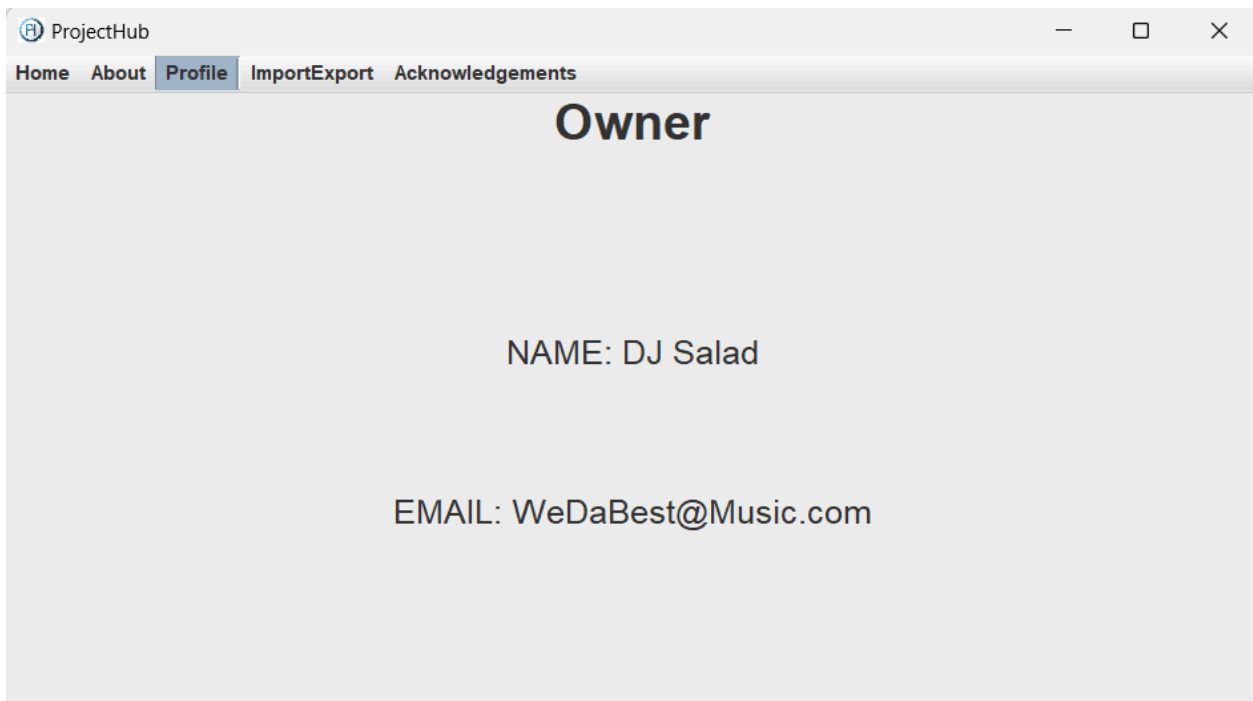 ProjectHub
Home About Profile ImportExport Acknowledgements
Owner
NAME: DJ Salad
EMAIL: WeDaBest@Music.com